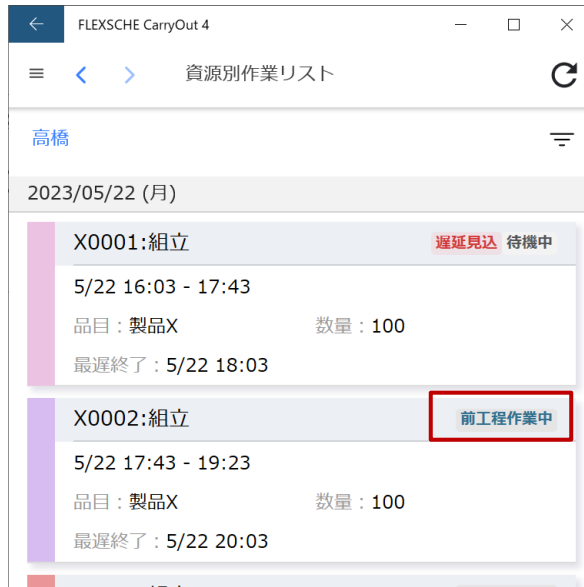 FLEXSCHE CarryOut 4
資源別作業リスト
高橋
2023/05/22 (月)
X0001:組立 遅延見込 待機中
5/22 16:03 - 17:43
品目：製品X 数量：100
最遅終了：5/22 18:03
X0002:組立 前工程作業中
5/22 17:43 - 19:23
品目：製品X 数量：100
最遅終了：5/22 20:03